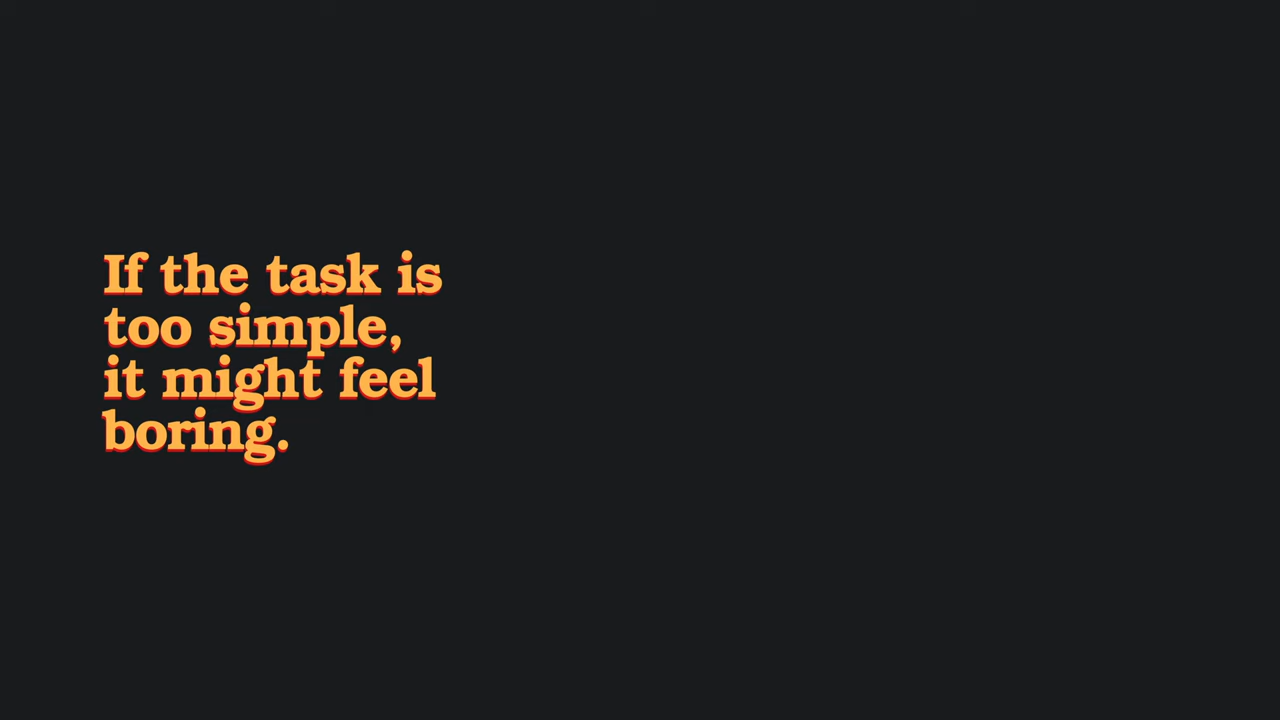 If the task is
too simple,
it might feel
boring.